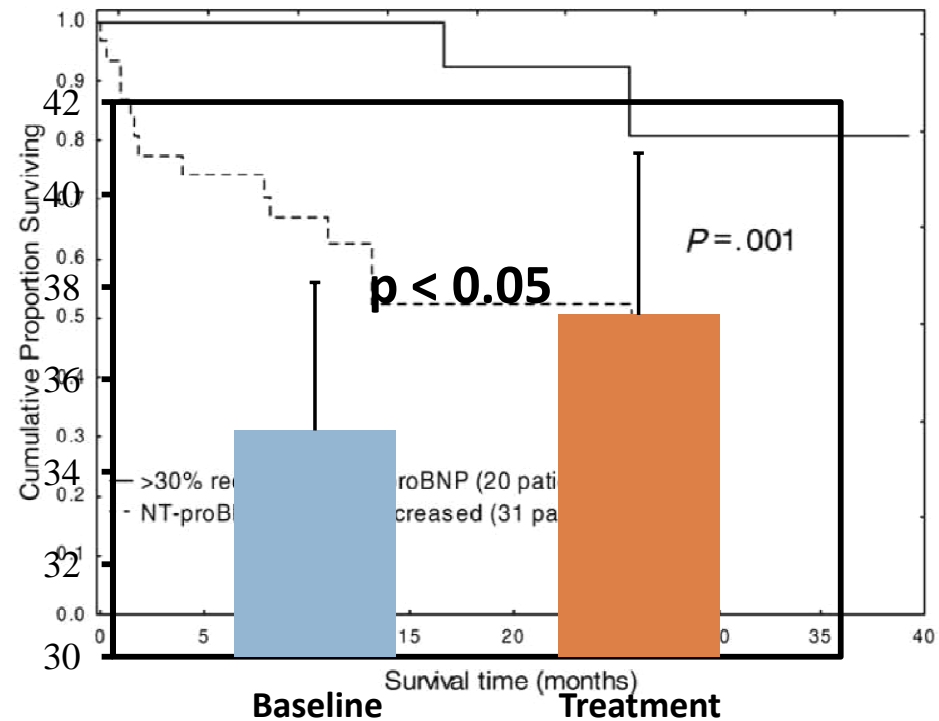 1.0
0.9
42
0.8
Cumulative Proportion Surviving
40
P=.001
0.6
38
p < 0.05
0.5
36
0.3
34
>30% re roBNP (20 pati
0.2
NT-proB creased (31 pa
32
0.0
0 5 15 20 0 35 40
30
Survival time (months)
Baseline Treatment